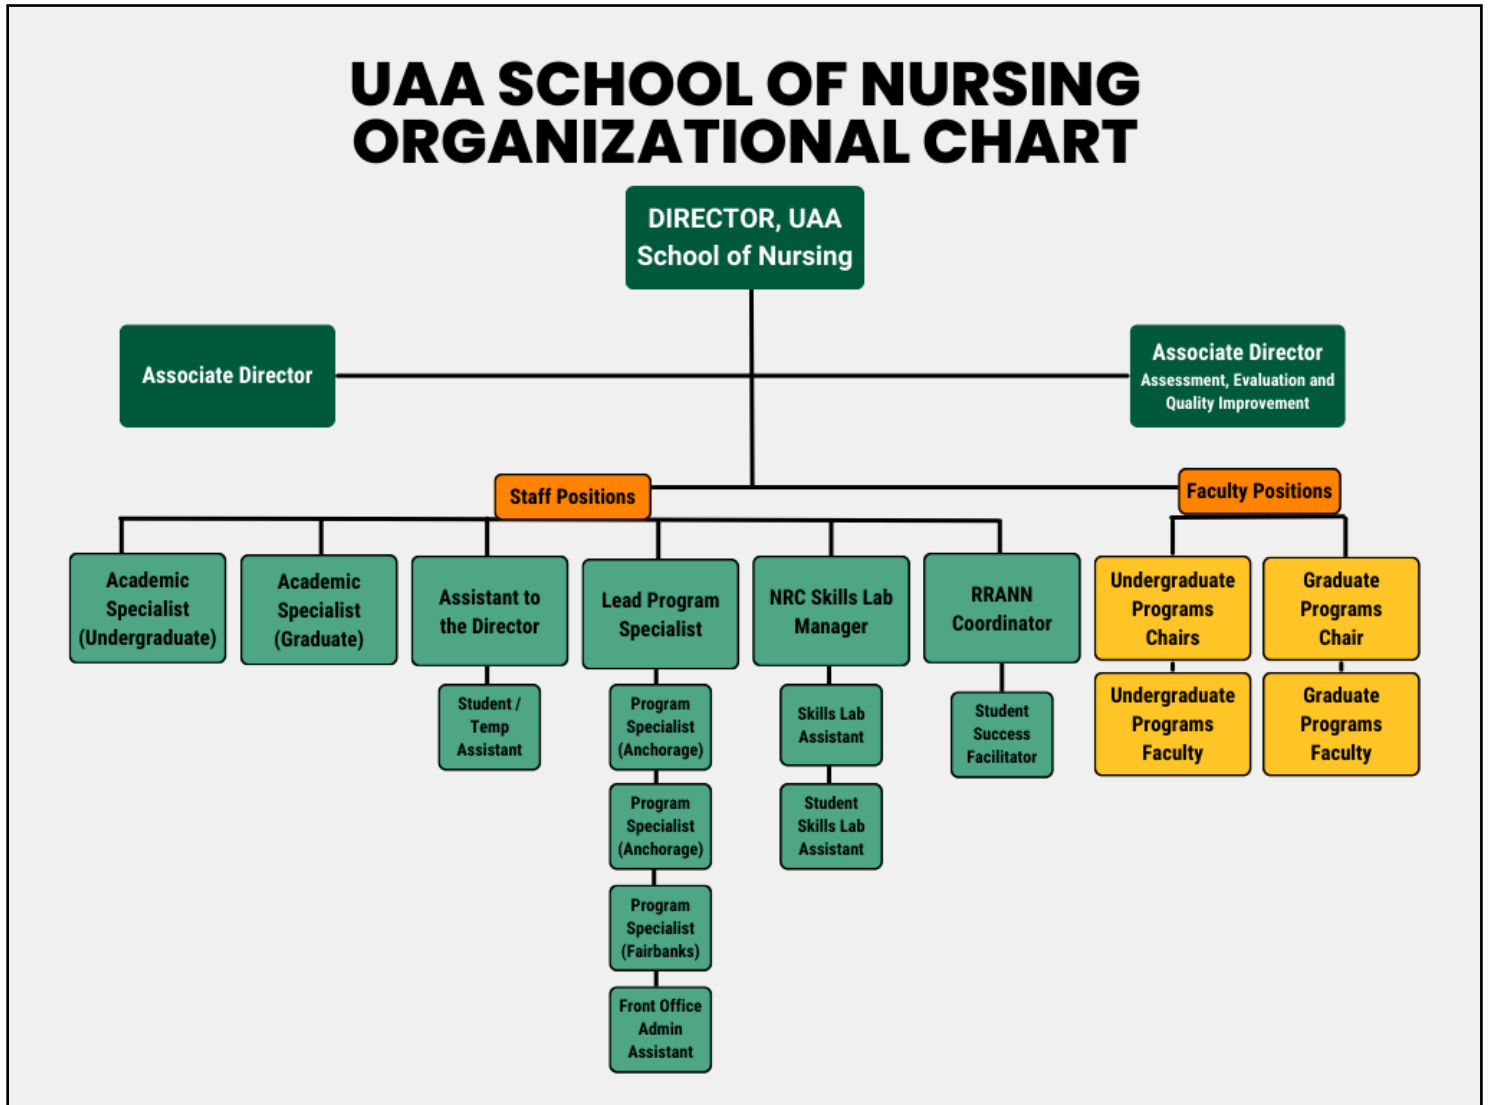 UAA SCHOOL OF NURSING
ORGANIZATIONAL CHART
DIRECTOR, UAA
School of Nursing
Associate Director
Associate Director
Assessment, Evaluation and
Quality Improvement
Staff Positions
Faculty Positions
Academic
Specialist
(Undergraduate)
Academic
Specialist
(Graduate)
Assistant to
the Director
Lead Program
Specialist
NRC Skills Lab
Manager
RRANN
Coordinator
Undergraduate
Programs
Chairs
Graduate
Programs
Chair
Student /
Temp
Assistant
Program
Specialist
(Anchorage)
Skills Lab
Assistant
Student
Success
Facilitator
Undergraduate
Programs
Faculty
Graduate
Programs
Faculty
Program
Specialist
(Anchorage)
Student
Skills Lab
Assistant
Program
Specialist
(Fairbanks)
Front Office
Admin
Assistant